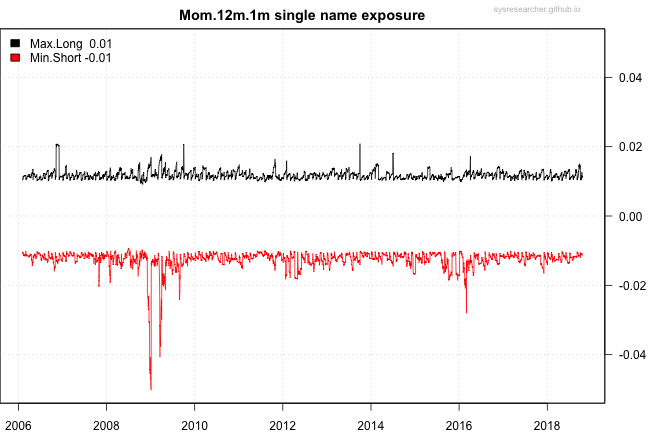 Mom.12m.1m single name exposure
sysresearcher.github.io
Max.Long 0.01
Min.Short -0.01
0.04
0.02
0.00
-0.02
-0.04
2006 2008 2010 2012 2014 2016 2018